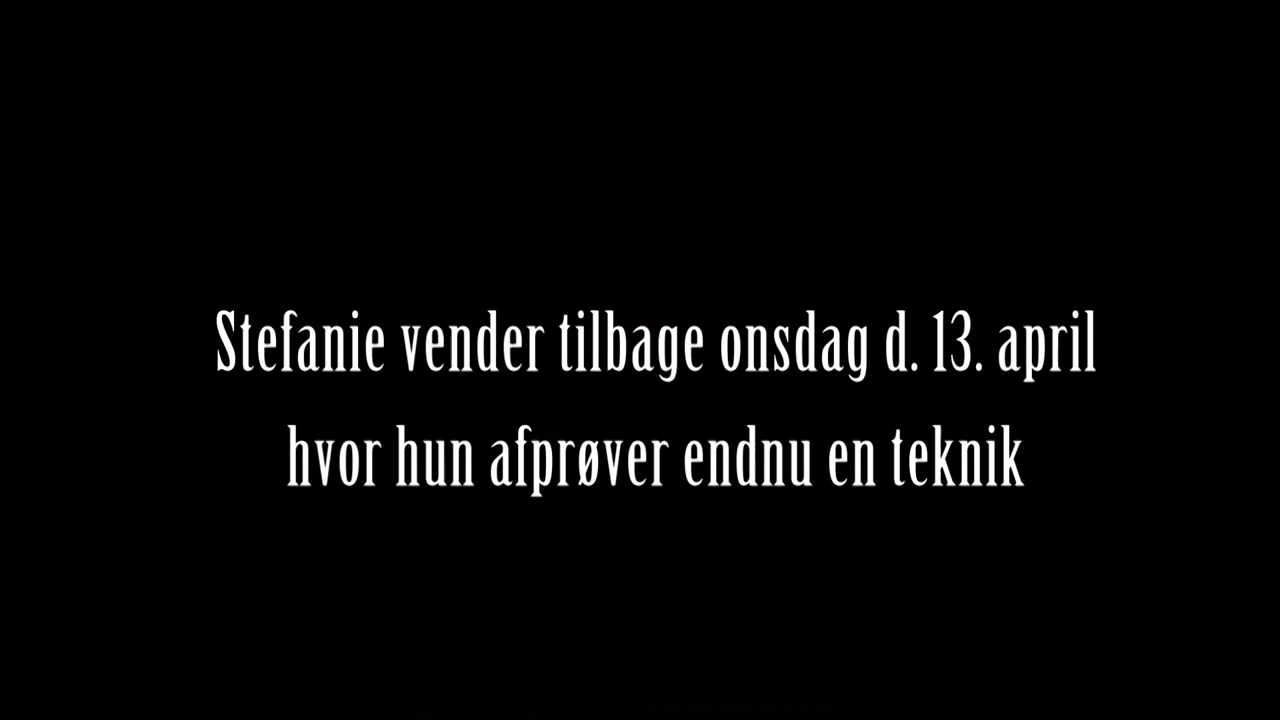 Stefanie vender tilbage onsdag d. 13. april
hvor hun afprøver endnu en teknik